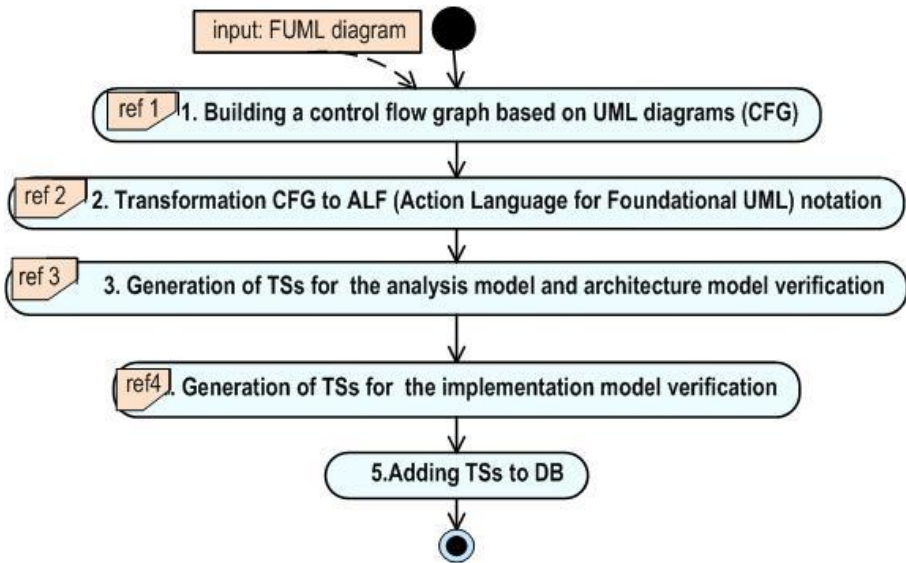 input: FUML diagram
ref 1
1. Building a control flow graph based on UML diagrams (CFG)
ref 2
2. Transformation CFG to ALF (Action Language for Foundational UML) notation
ref 3
3. Generation of TSs for the analysis model and architecture model verification
ref4
. Generation of TSs for the implementation model verification
5.Adding TSs to DB